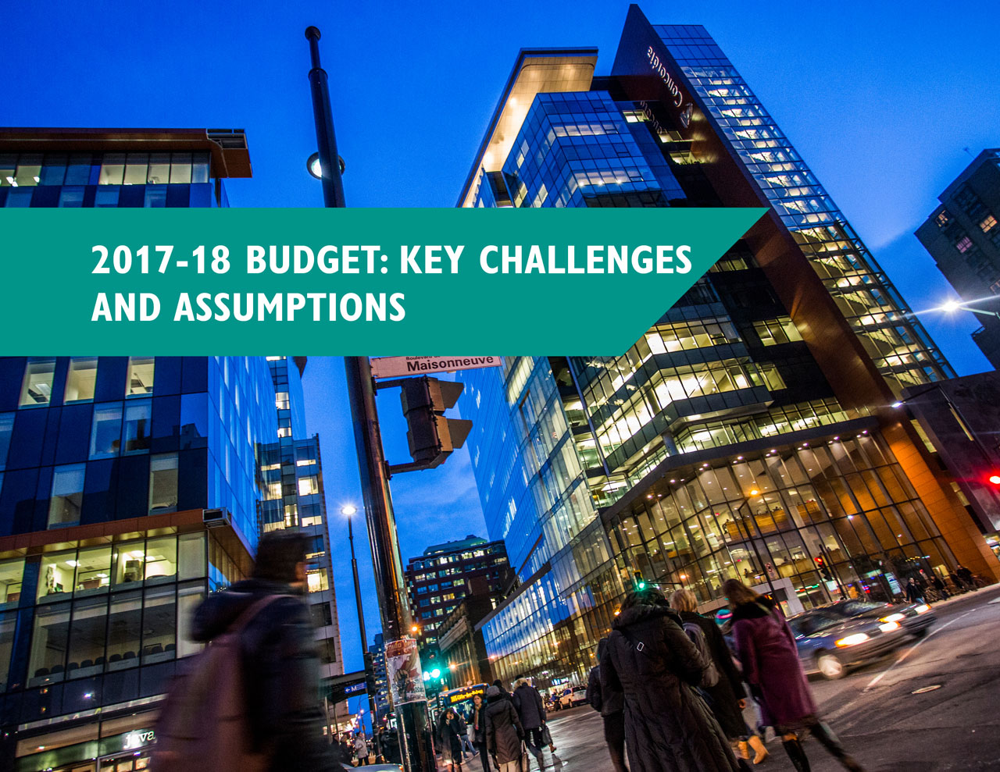 Concordia
2017-18 BUDGET: KEY CHALLENGES
AND ASSUMPTIONS
Maisonneuve
java